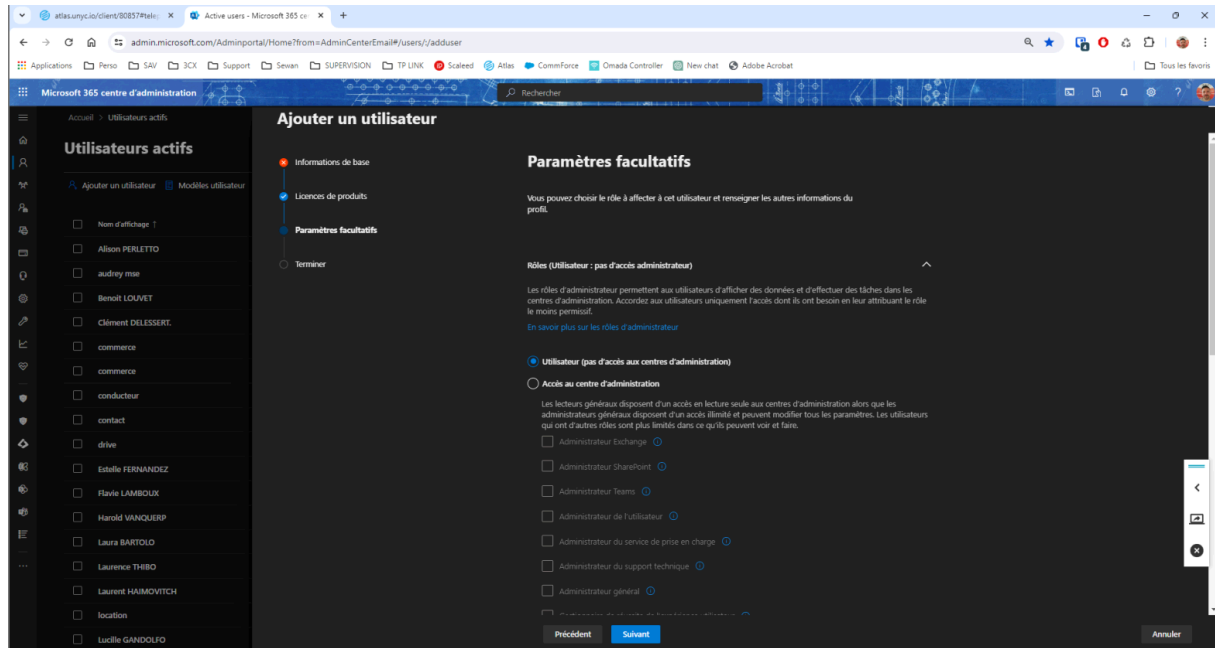 atlas.unyc.io/client/80857#tele
Active users - Microsoft 365 ce
admin.microsoft.com/Adminportal/Home?from=AdminCenterEmail#/users/:/adduser
Applications Perso SAV 3CX Support Sewan SUPERVISION TP LINK Scaleed Atlas CommForce Omada Controller New chat Adobe Acrobat Tous les favoris
Microsoft 365 centre d'administration
Rechercher
Accueil > Utilisateurs actifs
Utilisateurs actifs
Ajouter un utilisateur Modèles utilisateur
Nom d'affichage ↑
Alison PERLETTO
audrey mse
Benoit LOUVET
Clément DELESSERT.
commerce
commerce
conducteur
contact
drive
Estelle FERNANDEZ
Flavie LAMBOUX
Harold VANQUERP
Laura BARTOLO
Laurence THIBO
Laurent HAIMOVITCH
location
Lucille GANDOLFO
Ajouter un utilisateur
Informations de base
Licences de produits
Paramètres facultatifs
Terminer
Paramètres facultatifs
Vous pouvez choisir le rôle à affecter à cet utilisateur et renseigner les autres informations du
profil.
Rôles (Utilisateur : pas d'accès administrateur)
Les rôles d'administrateur permettent aux utilisateurs d'afficher des données et d'effectuer des tâches dans les
centres d'administration. Accordez aux utilisateurs uniquement l'accès dont ils ont besoin en leur attribuant le rôle
le moins permissif.
En savoir plus sur les rôles d'administrateur
Utilisateur (pas d'accès aux centres d'administration)
Accès au centre d'administration
Les lecteurs généraux disposent d'un accès en lecture seule aux centres d'administration alors que les
administrateurs généraux disposent d'un accès illimité et peuvent modifier tous les paramètres. Les utilisateurs
qui ont d'autres rôles sont plus limités dans ce qu'ils peuvent voir et faire.
Administrateur Exchange
Administrateur SharePoint
Administrateur Teams
Administrateur de l'utilisateur
Administrateur du service de prise en charge
Administrateur du support technique
Administrateur général
Précédent
Suivant
Annuler